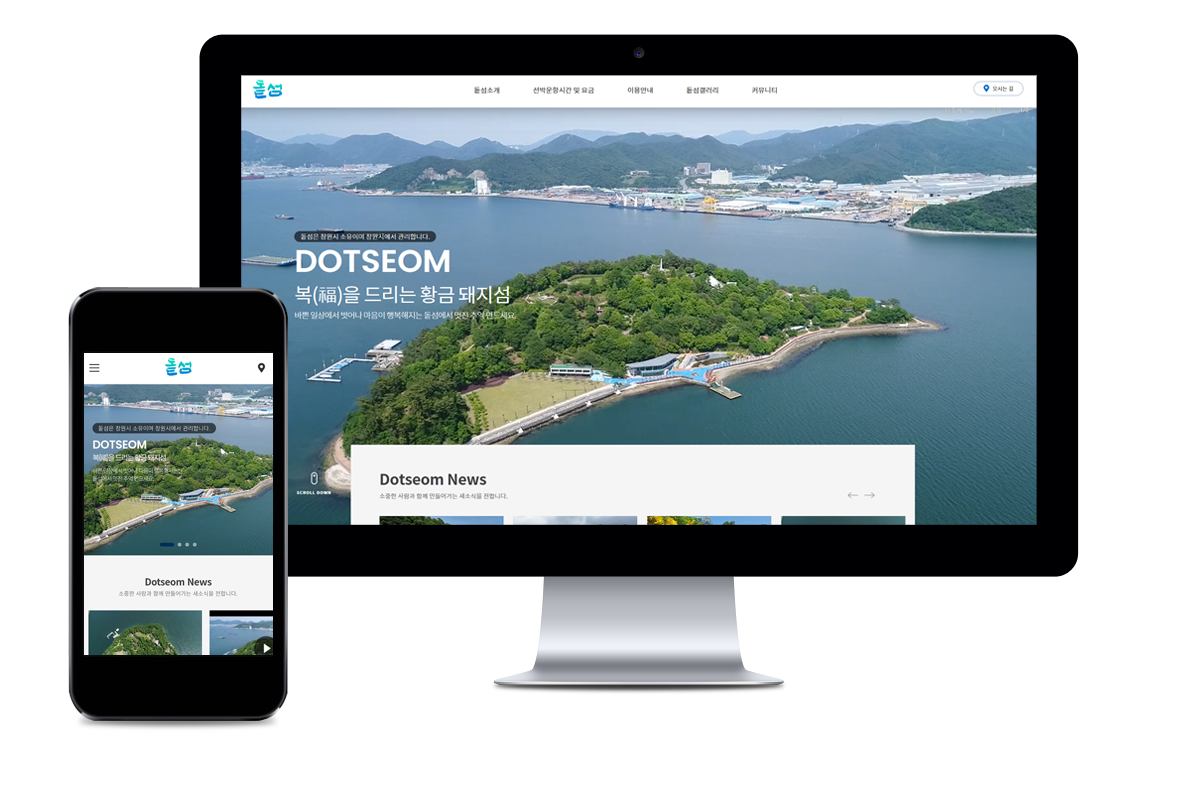 돝섬
돝섬소개
선박운항시간 및 요금
이용안내
돝섬갤러리
커뮤니티
오시는 길
돝섬은 창원시 소유이며 창원시에서 관리합니다.
DOTSEOM
복(福)을 드리는 황금 돼지섬
바쁜 일상에서 벗어나 마음이 행복해지는 돝섬에서 멋진 추억 만드세요.
SCROLL DOWN
Dotseom News
소중한 사람과 함께 만들어가는 새소식을 전합니다.
돝섬
돝섬은 창원시 소유이며 창원시에서 관리합니다.
DOTSEOM
복(福)을 드리는 황금 돼지섬
바쁜 일상에서 벗어나 마음이 행복해지는
돝섬에서 멋진 추억 만드세요.
Dotseom News
소중한 사람과 함께 만들어가는 새소식을 전합니다.